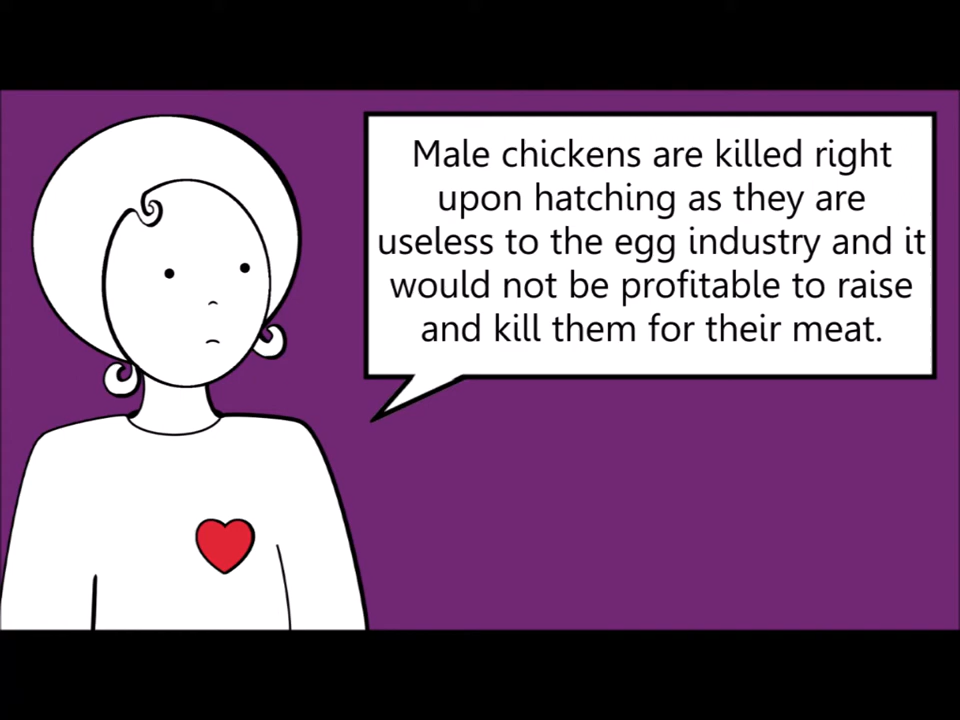 Male chickens are killed right
upon hatching as they are
useless to the egg industry and it
would not be profitable to raise
and kill them for their meat.